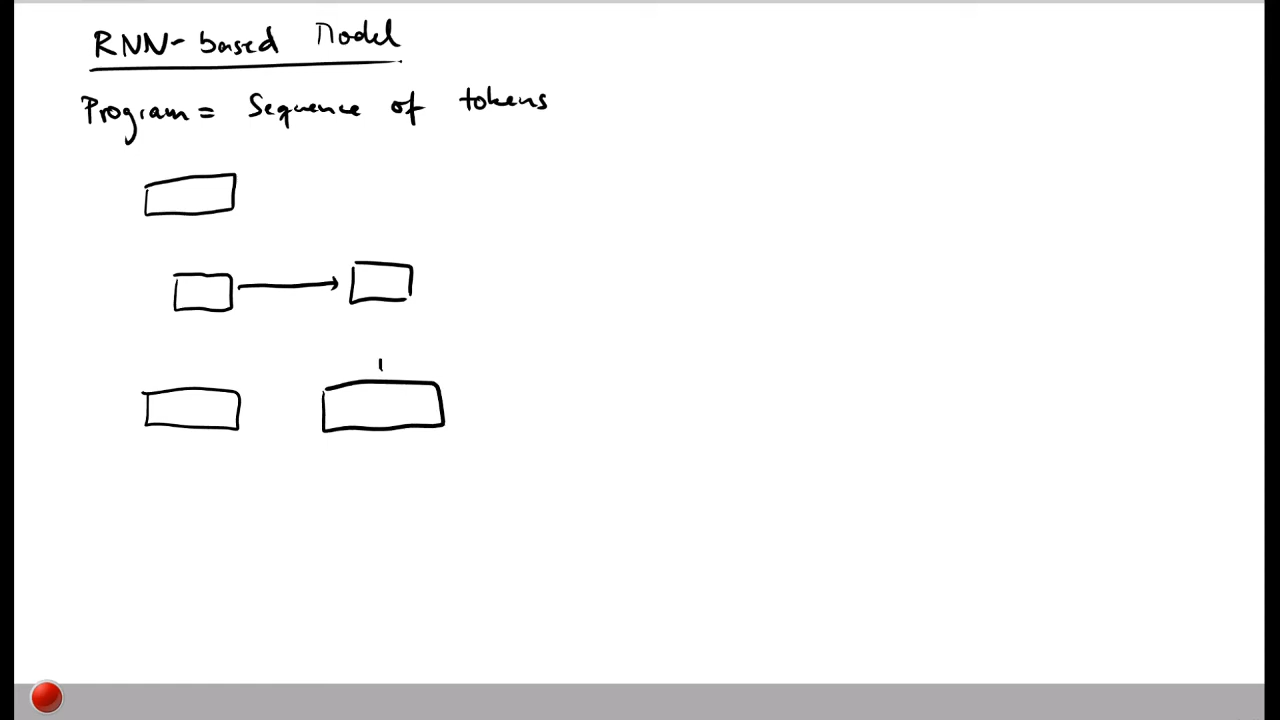 RNN-based Model
Program = Sequence of tokens